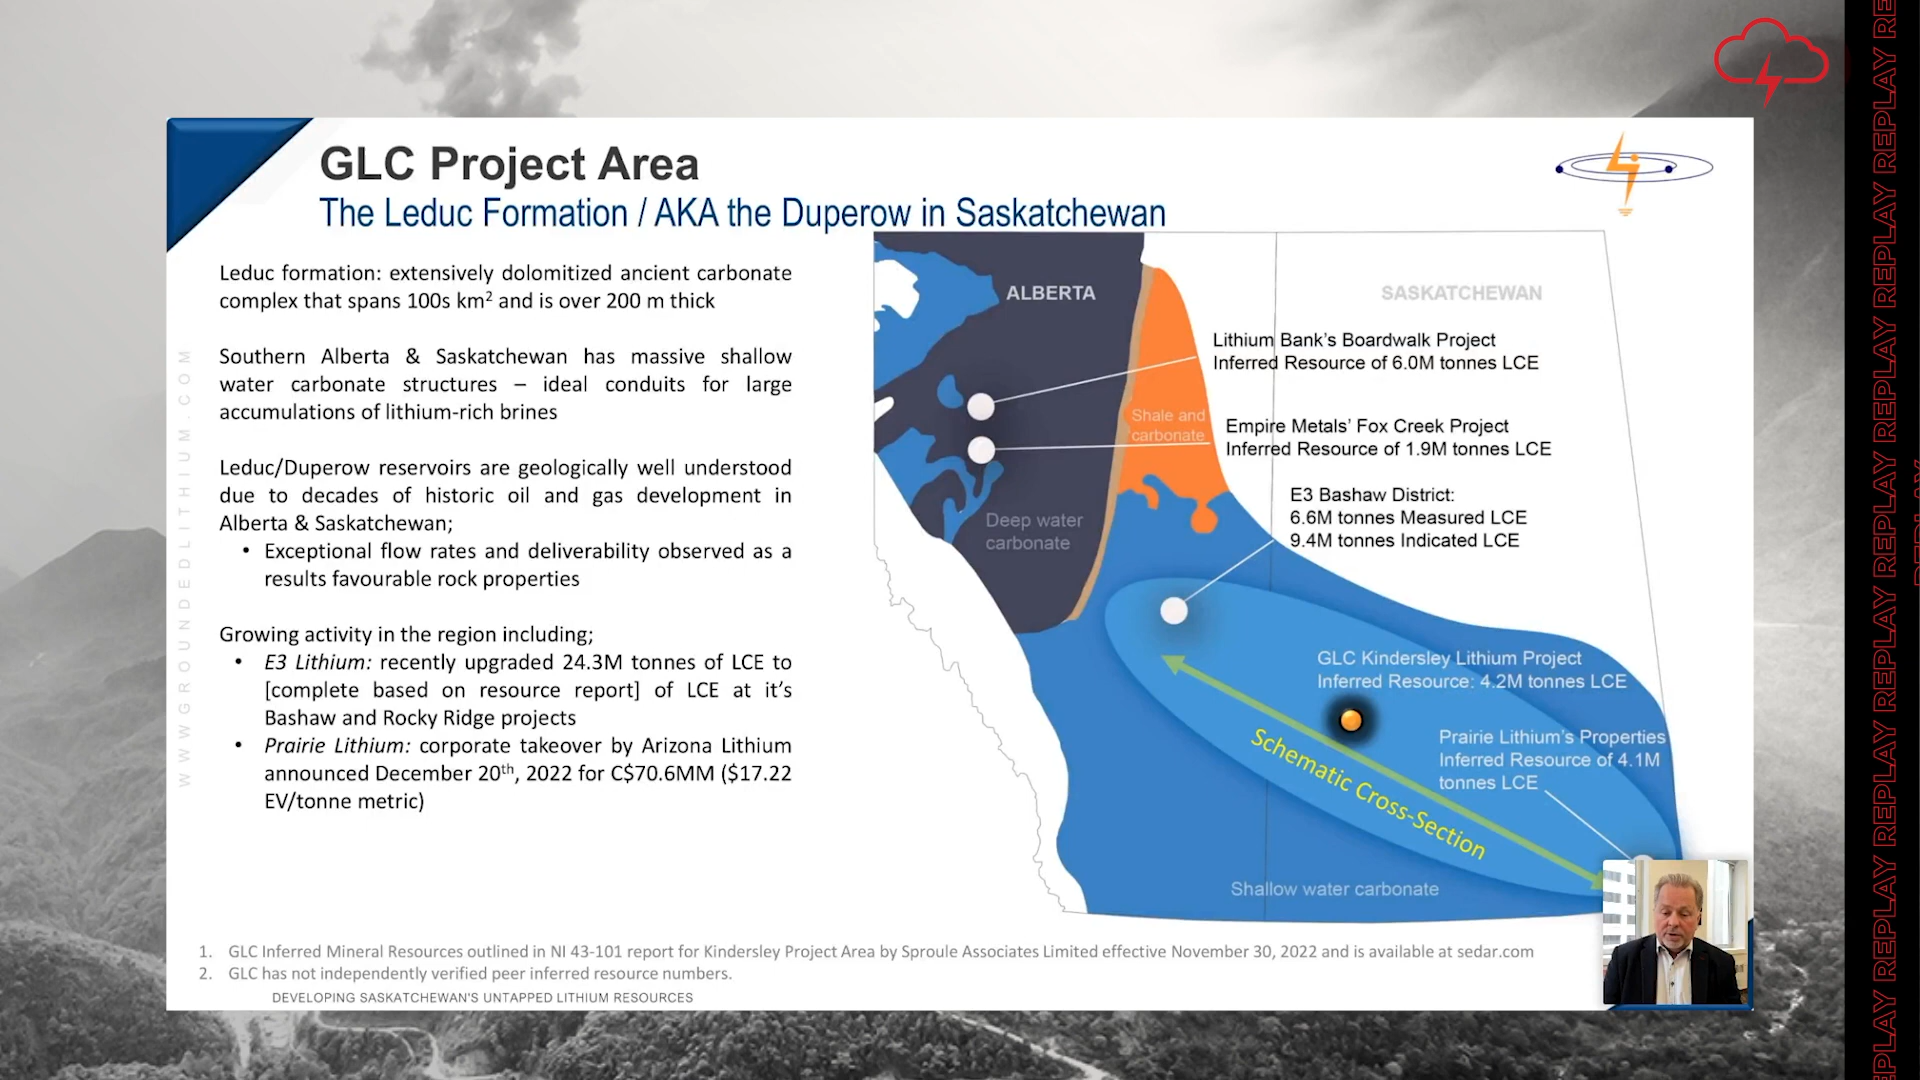 GLC Project Area
The Leduc Formation / AKA the Duperow in Saskatchewan
Leduc formation: extensively dolomitized ancient carbonate
complex that spans 100s km² and is over 200 m thick
Southern Alberta & Saskatchewan has massive shallow
water carbonate structures – ideal conduits for large
accumulations of lithium-rich brines
Leduc/Duperow reservoirs are geologically well understood
due to decades of historic oil and gas development in
Alberta & Saskatchewan;
• Exceptional flow rates and deliverability observed as a
results favourable rock properties
Growing activity in the region including;
• E3 Lithium: recently upgraded 24.3M tonnes of LCE to
[complete based on resource report] of LCE at it’s
Bashaw and Rocky Ridge projects
• Prairie Lithium: corporate takeover by Arizona Lithium
announced December 20th, 2022 for C$70.6MM ($17.22
EV/tonne metric)
WWW.GROUNDEDLITHIUM.COM
ALBERTA
SASKATCHEWAN
Lithium Bank’s Boardwalk Project
Inferred Resource of 6.0M tonnes LCE
Shale and
carbonate
Empire Metals’ Fox Creek Project
Inferred Resource of 1.9M tonnes LCE
E3 Bashaw District:
6.6M tonnes Measured LCE
9.4M tonnes Indicated LCE
Deep water
carbonate
GLC Kindersley Lithium Project
Inferred Resource: 4.2M tonnes LCE
Schematic Cross-Section
Prairie Lithium’s Properties
Inferred Resource of 4.1M
tonnes LCE
Shallow water carbonate
1. GLC Inferred Mineral Resources outlined in NI 43-101 report for Kindersley Project Area by Sproule Associates Limited effective November 30, 2022 and is available at sedar.com
2. GLC has not independently verified peer inferred resource numbers.
DEVELOPING SASKATCHEWAN'S UNTAPPED LITHIUM RESOURCES
REPLAY REPLAY REPLAY REPLAY REPLAY REPLAY REPLAY REPLAY REPLAY REPLAY REPLAY REPLAY
REPLAY